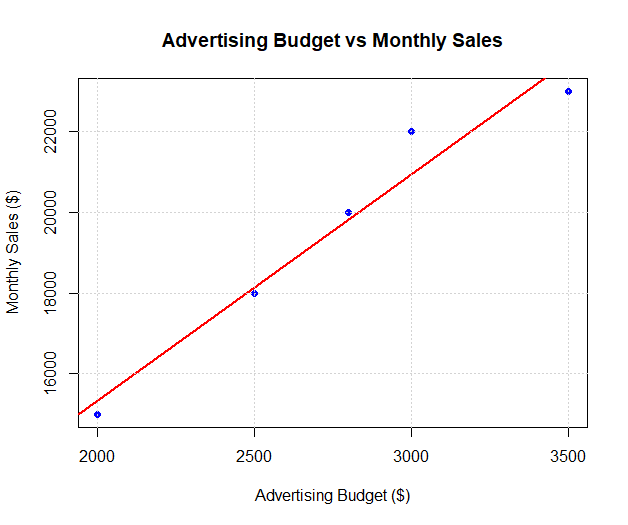 Advertising Budget vs Monthly Sales
Monthly Sales ($)
22000
20000
18000
16000
2000 2500 3000 3500
Advertising Budget ($)